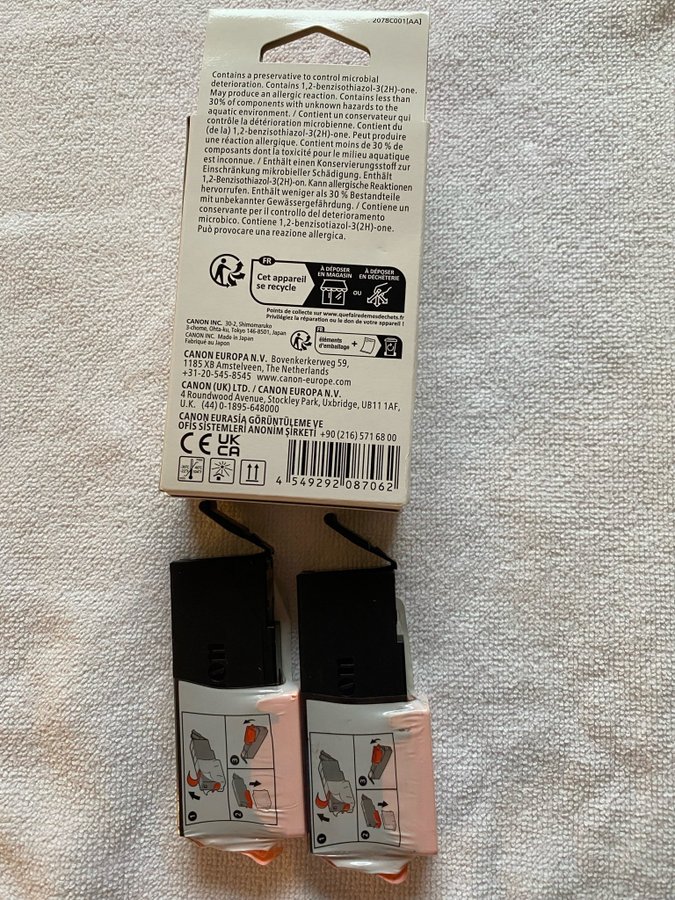 2078C001[AA]
Contains a preservative to control microbial
deterioration. Contains 1,2-benzisothiazol-3(2H)-one.
May produce an allergic reaction. Contains less than
30% of components with unknown hazards to the
aquatic environment. / Contient un conservateur qui
contrôle la détérioration microbienne. Contient du
(de la) 1,2-benzisothiazol-3(2H)-one. Peut produire
une réaction allergique. Contient moins de 30 % de
composants dont la toxicité pour le milieu aquatique
est inconnue. / Enthält einen Konservierungsstoff zur
Einschränkung mikrobieller Schädigung. Enthält
1,2-Benzisothiazol-3(2H)-on. Kann allergische Reaktionen
hervorrufen. Enthält weniger als 30 % Bestandteile
mit unbekannter Gewässergefährdung. / Contiene un
conservante per il controllo del deterioramento
microbico. Contiene 1,2-benzisotiazol-3(2H)-one.
Può provocare una reazione allergica.
FR
Cet appareil
se recycle
À DÉPOSER
EN MAGASIN
OU
À DÉPOSER
EN DÉCHÈTERIE
Points de collecte sur www.quefairedemesdechets.fr
Privilégiez la réparation ou le don de votre appareil !
CANON INC. 30-2, Shimomaruko
3-chome, Ohta-ku, Tokyo 146-8501, Japan
CANON INC. Made in Japan
Fabriqué au Japon
FR
éléments
d'emballage
+
CANON EUROPA N.V. Bovenkerkerweg 59,
1185 XB Amstelveen, The Netherlands
+31-20-545-8545 www.canon-europe.com
CANON (UK) LTD. / CANON EUROPA N.V.
4 Roundwood Avenue, Stockley Park, Uxbridge, UB11 1AF,
U.K. (44) 0-1895-648000
CANON EURASİA GÖRÜNTÜLEME VE
OFİS SİSTEMLERİ ANONİM ŞİRKETİ +90 (216) 571 68 00
CE UK
CA
4 549292 087062
1
2
3
1
2
3